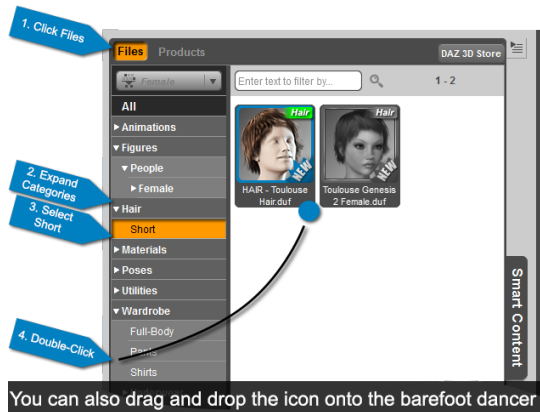 1. Click Files
Files Products
DAZ 3D Store
Female
Enter text to filter by...
1 - 2
All
Animations
Figures
People
Female
2. Expand
Categories
Hair
3. Select
Short
Short
Materials
Poses
Utilities
Wardrobe
Full-Body
4. Double-Click
Pants
Shirts
Hair
NEW
HAIR - Toulouse
Hair.duf
Hair
NEW
Toulouse Genesis
2 Female.duf
Smart Content
You can also drag and drop the icon onto the barefoot dancer